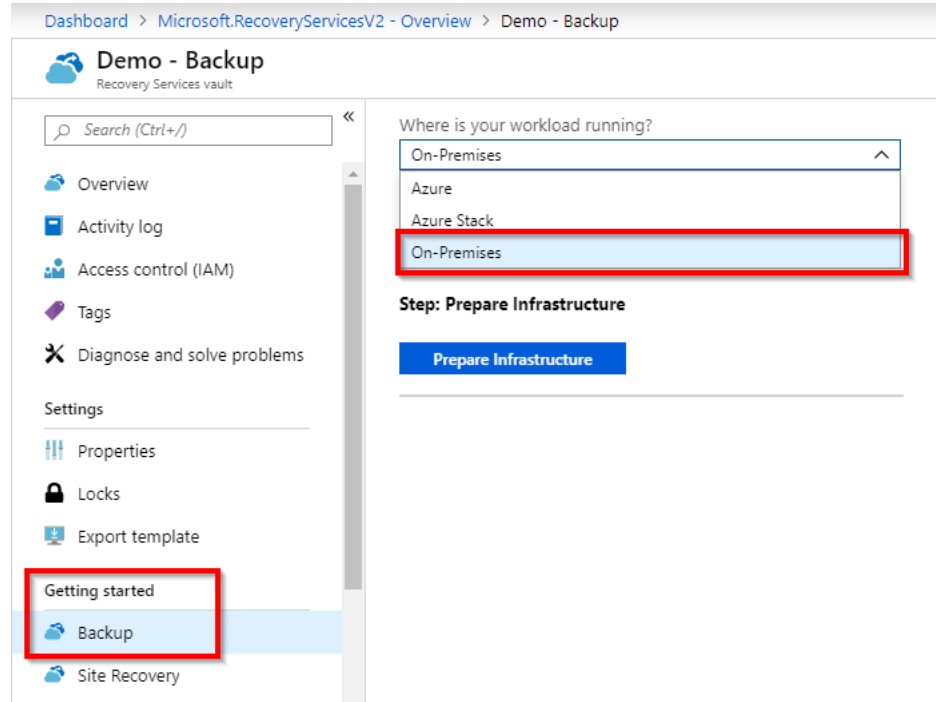 Dashboard > Microsoft.RecoveryServicesV2 - Overview > Demo - Backup
Demo - Backup
Recovery Services vault
Search (Ctrl+/)
«
Overview
Activity log
Access control (IAM)
Tags
Diagnose and solve problems
Settings
Properties
Locks
Export template
Getting started
Backup
Site Recovery
Where is your workload running?
On-Premises
Azure
Azure Stack
On-Premises
Step: Prepare Infrastructure
Prepare Infrastructure